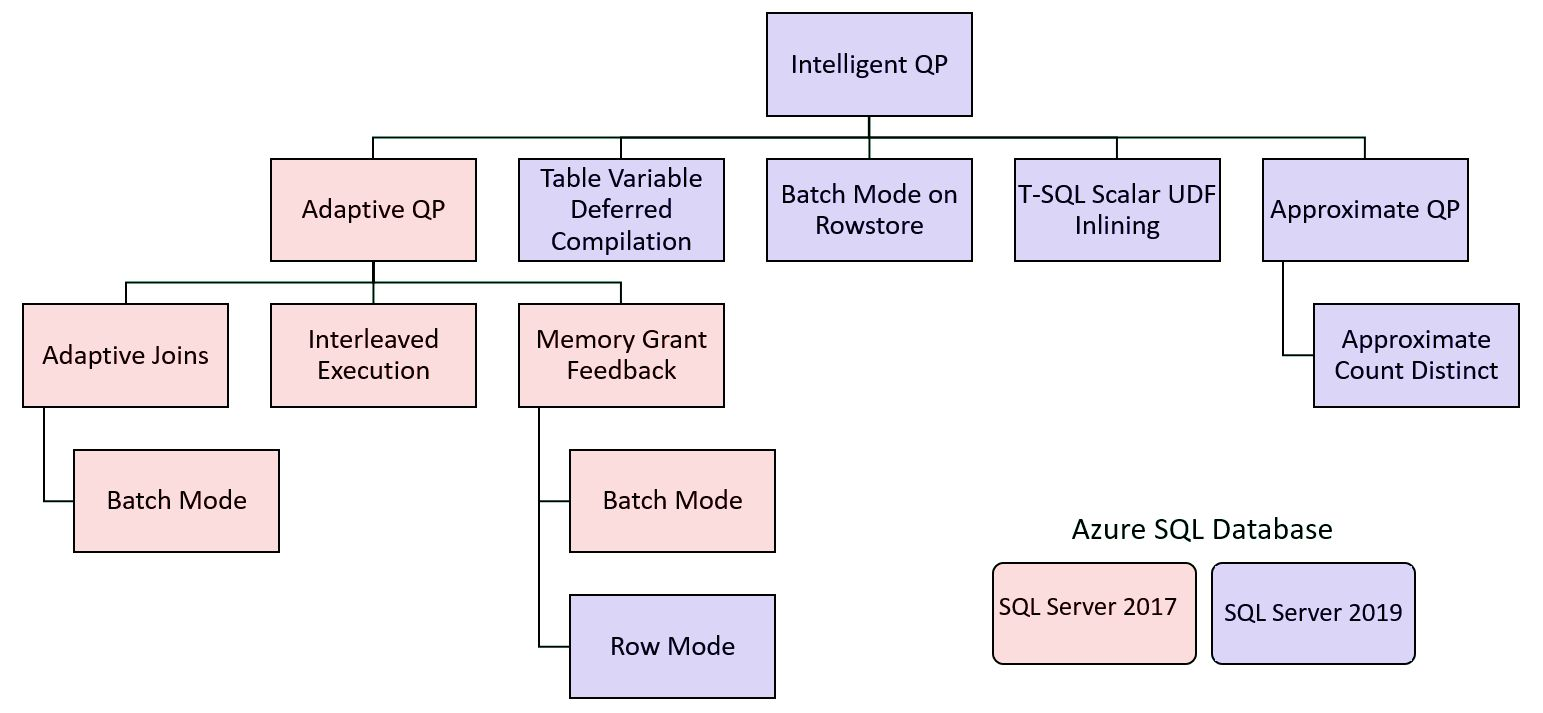 Intelligent QP
Adaptive QP
Table Variable
Deferred
Compilation
Batch Mode on
Rowstore
T-SQL Scalar UDF
Inlining
Approximate QP
Adaptive Joins
Interleaved
Execution
Memory Grant
Feedback
Approximate
Count Distinct
Batch Mode
Batch Mode
Row Mode
Azure SQL Database
SQL Server 2017
SQL Server 2019